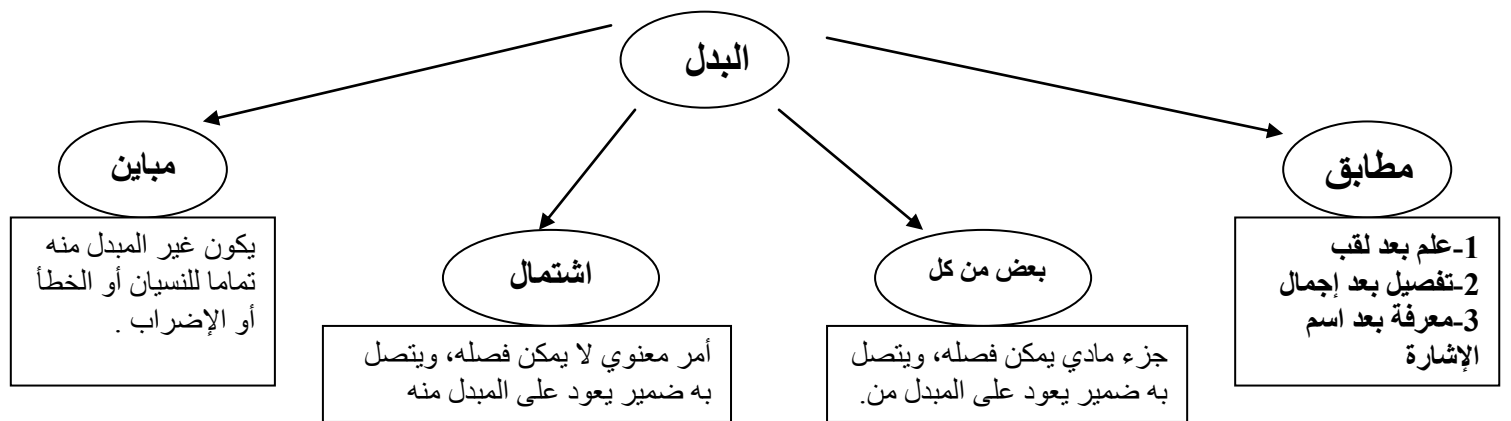 البدل
مطابق
1-علم بعد لقب
2-تفصيل بعد إجمال
3-معرفة بعد اسم
الإشارة
بعض من كل
جزء مادي يمكن فصله، ويتصل
به ضمير يعود على المبدل من.
اشتمال
أمر معنوي لا يمكن فصله، ويتصل
به ضمير يعود على المبدل منه
مباين
يكون غير المبدل منه
تماما للنسيان أو الخطأ
أو الإضراب .